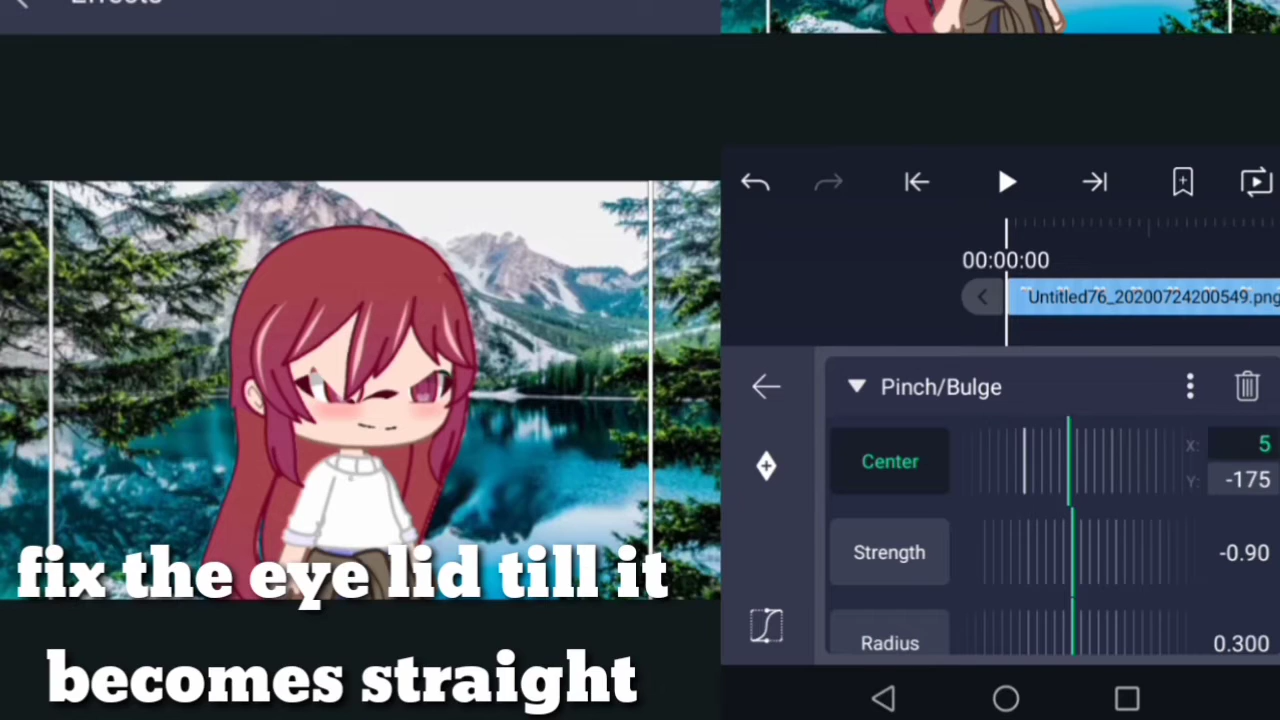 Effects
00:00:00
Untitled76_20200724200549.png
Pinch/Bulge
Center
X: 5
Y: -175
Strength
-0.90
Radius
0.300
fix the eye lid till it
becomes straight